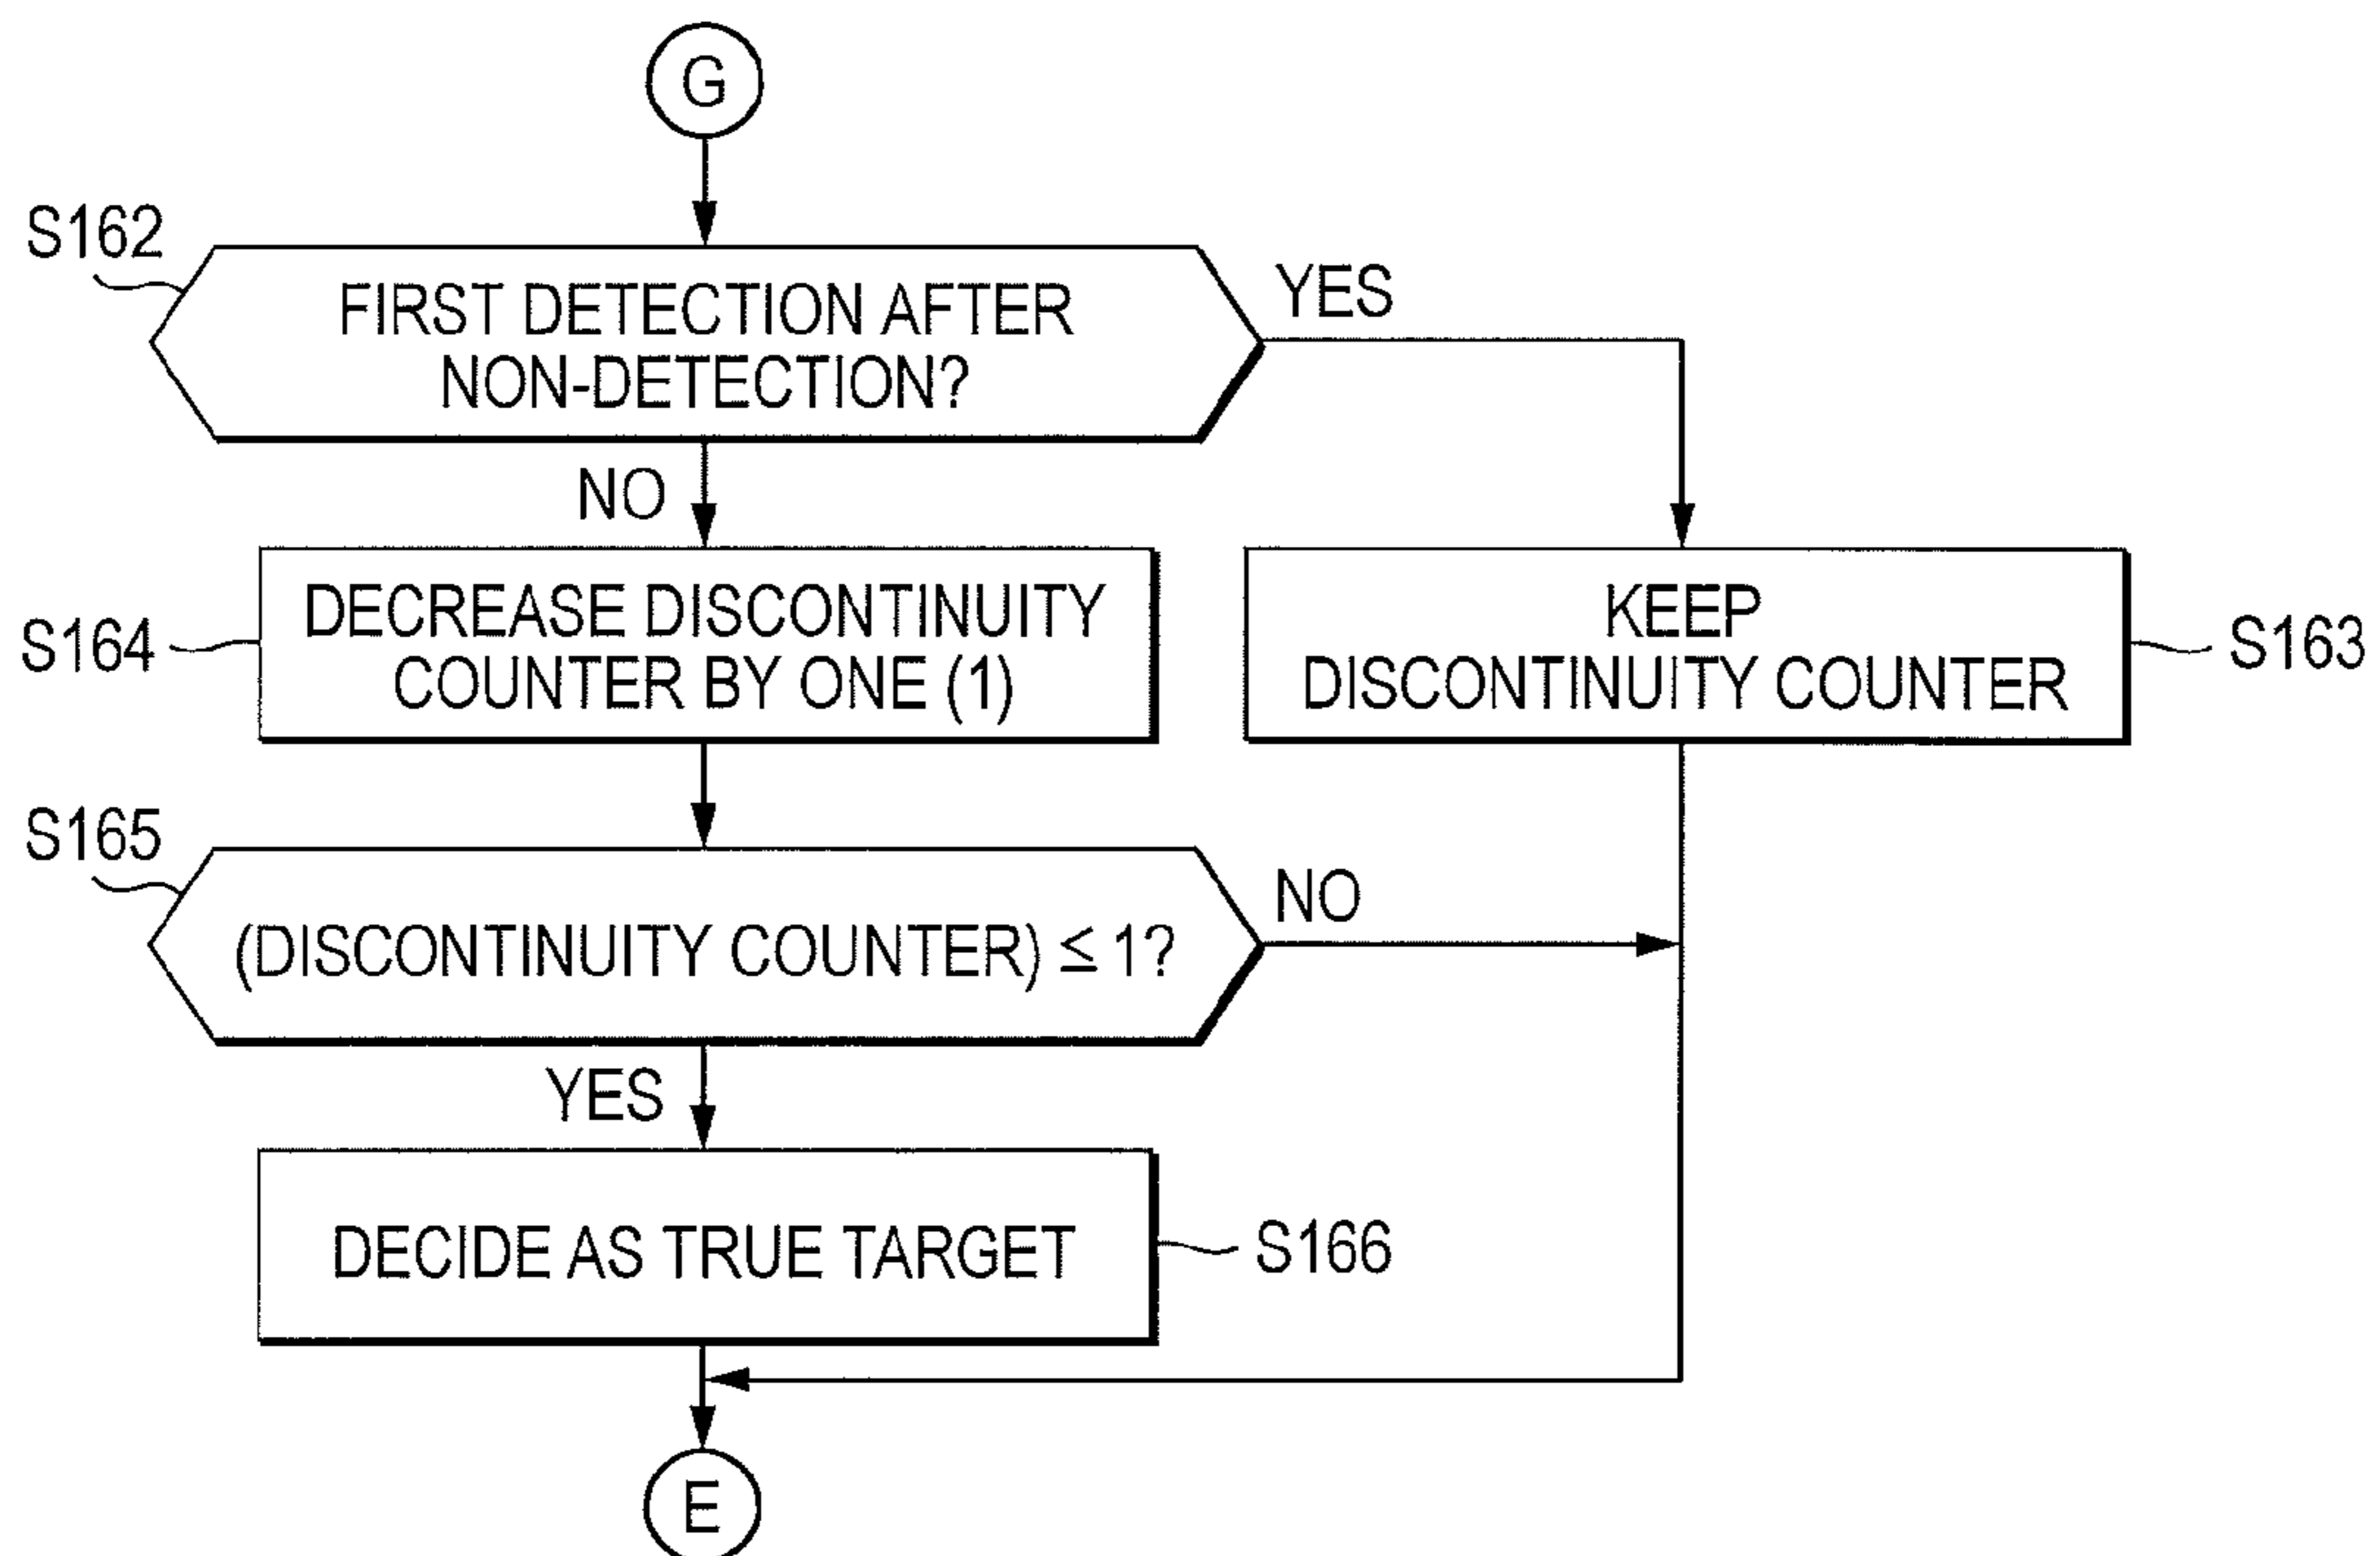 G
S162
FIRST DETECTION AFTER
NON-DETECTION?
YES
NO
S164
DECREASE DISCONTINUITY
COUNTER BY ONE (1)
KEEP
DISCONTINUITY COUNTER
S163
S165
(DISCONTINUITY COUNTER) ≤ 1?
NO
YES
DECIDE AS TRUE TARGET
S166
E